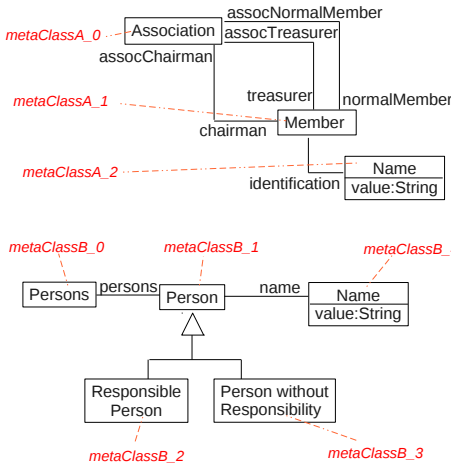 assocNormalMember
metaClassA_0
Association
assocTreasurer
assocChairman
metaClassA_1
treasurer
normalMember
chairman
Member
metaClassA_2
identification
Name
value:String
metaClassB_0
metaClassB_1
metaClassB_
Persons
persons
Person
name
Name
value:String
Responsible
Person
Person without
Responsibility
metaClassB_2
metaClassB_3